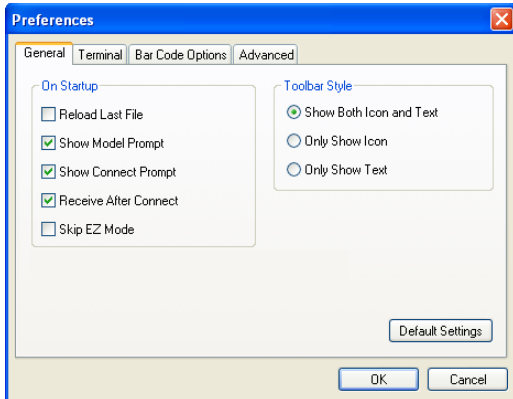 Preferences
General Terminal Bar Code Options Advanced
On Startup
Reload Last File
Show Model Prompt
Show Connect Prompt
Receive After Connect
Skip EZ Mode
Toolbar Style
Show Both Icon and Text
Only Show Icon
Only Show Text
Default Settings
OK Cancel